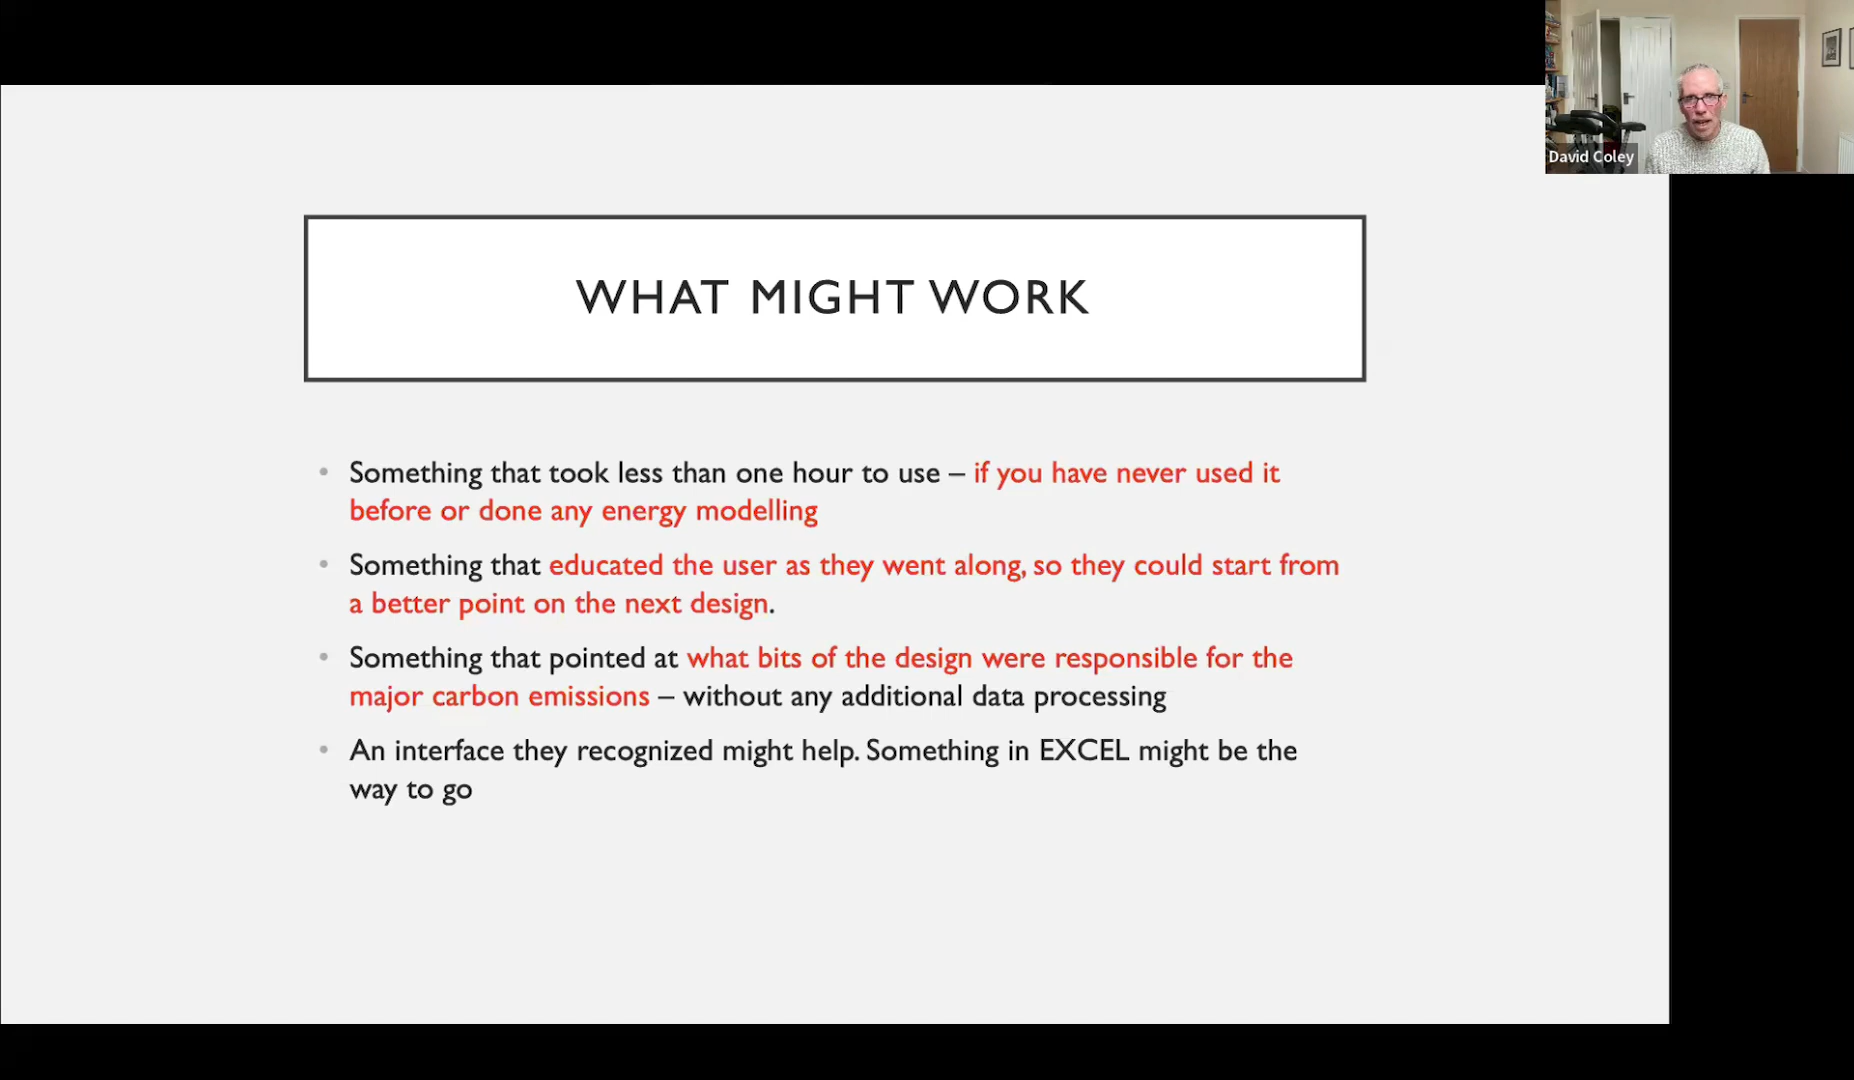 David Coley
WHAT MIGHT WORK
• Something that took less than one hour to use – if you have never used it
before or done any energy modelling
• Something that educated the user as they went along, so they could start from
a better point on the next design.
• Something that pointed at what bits of the design were responsible for the
major carbon emissions – without any additional data processing
• An interface they recognized might help. Something in EXCEL might be the
way to go